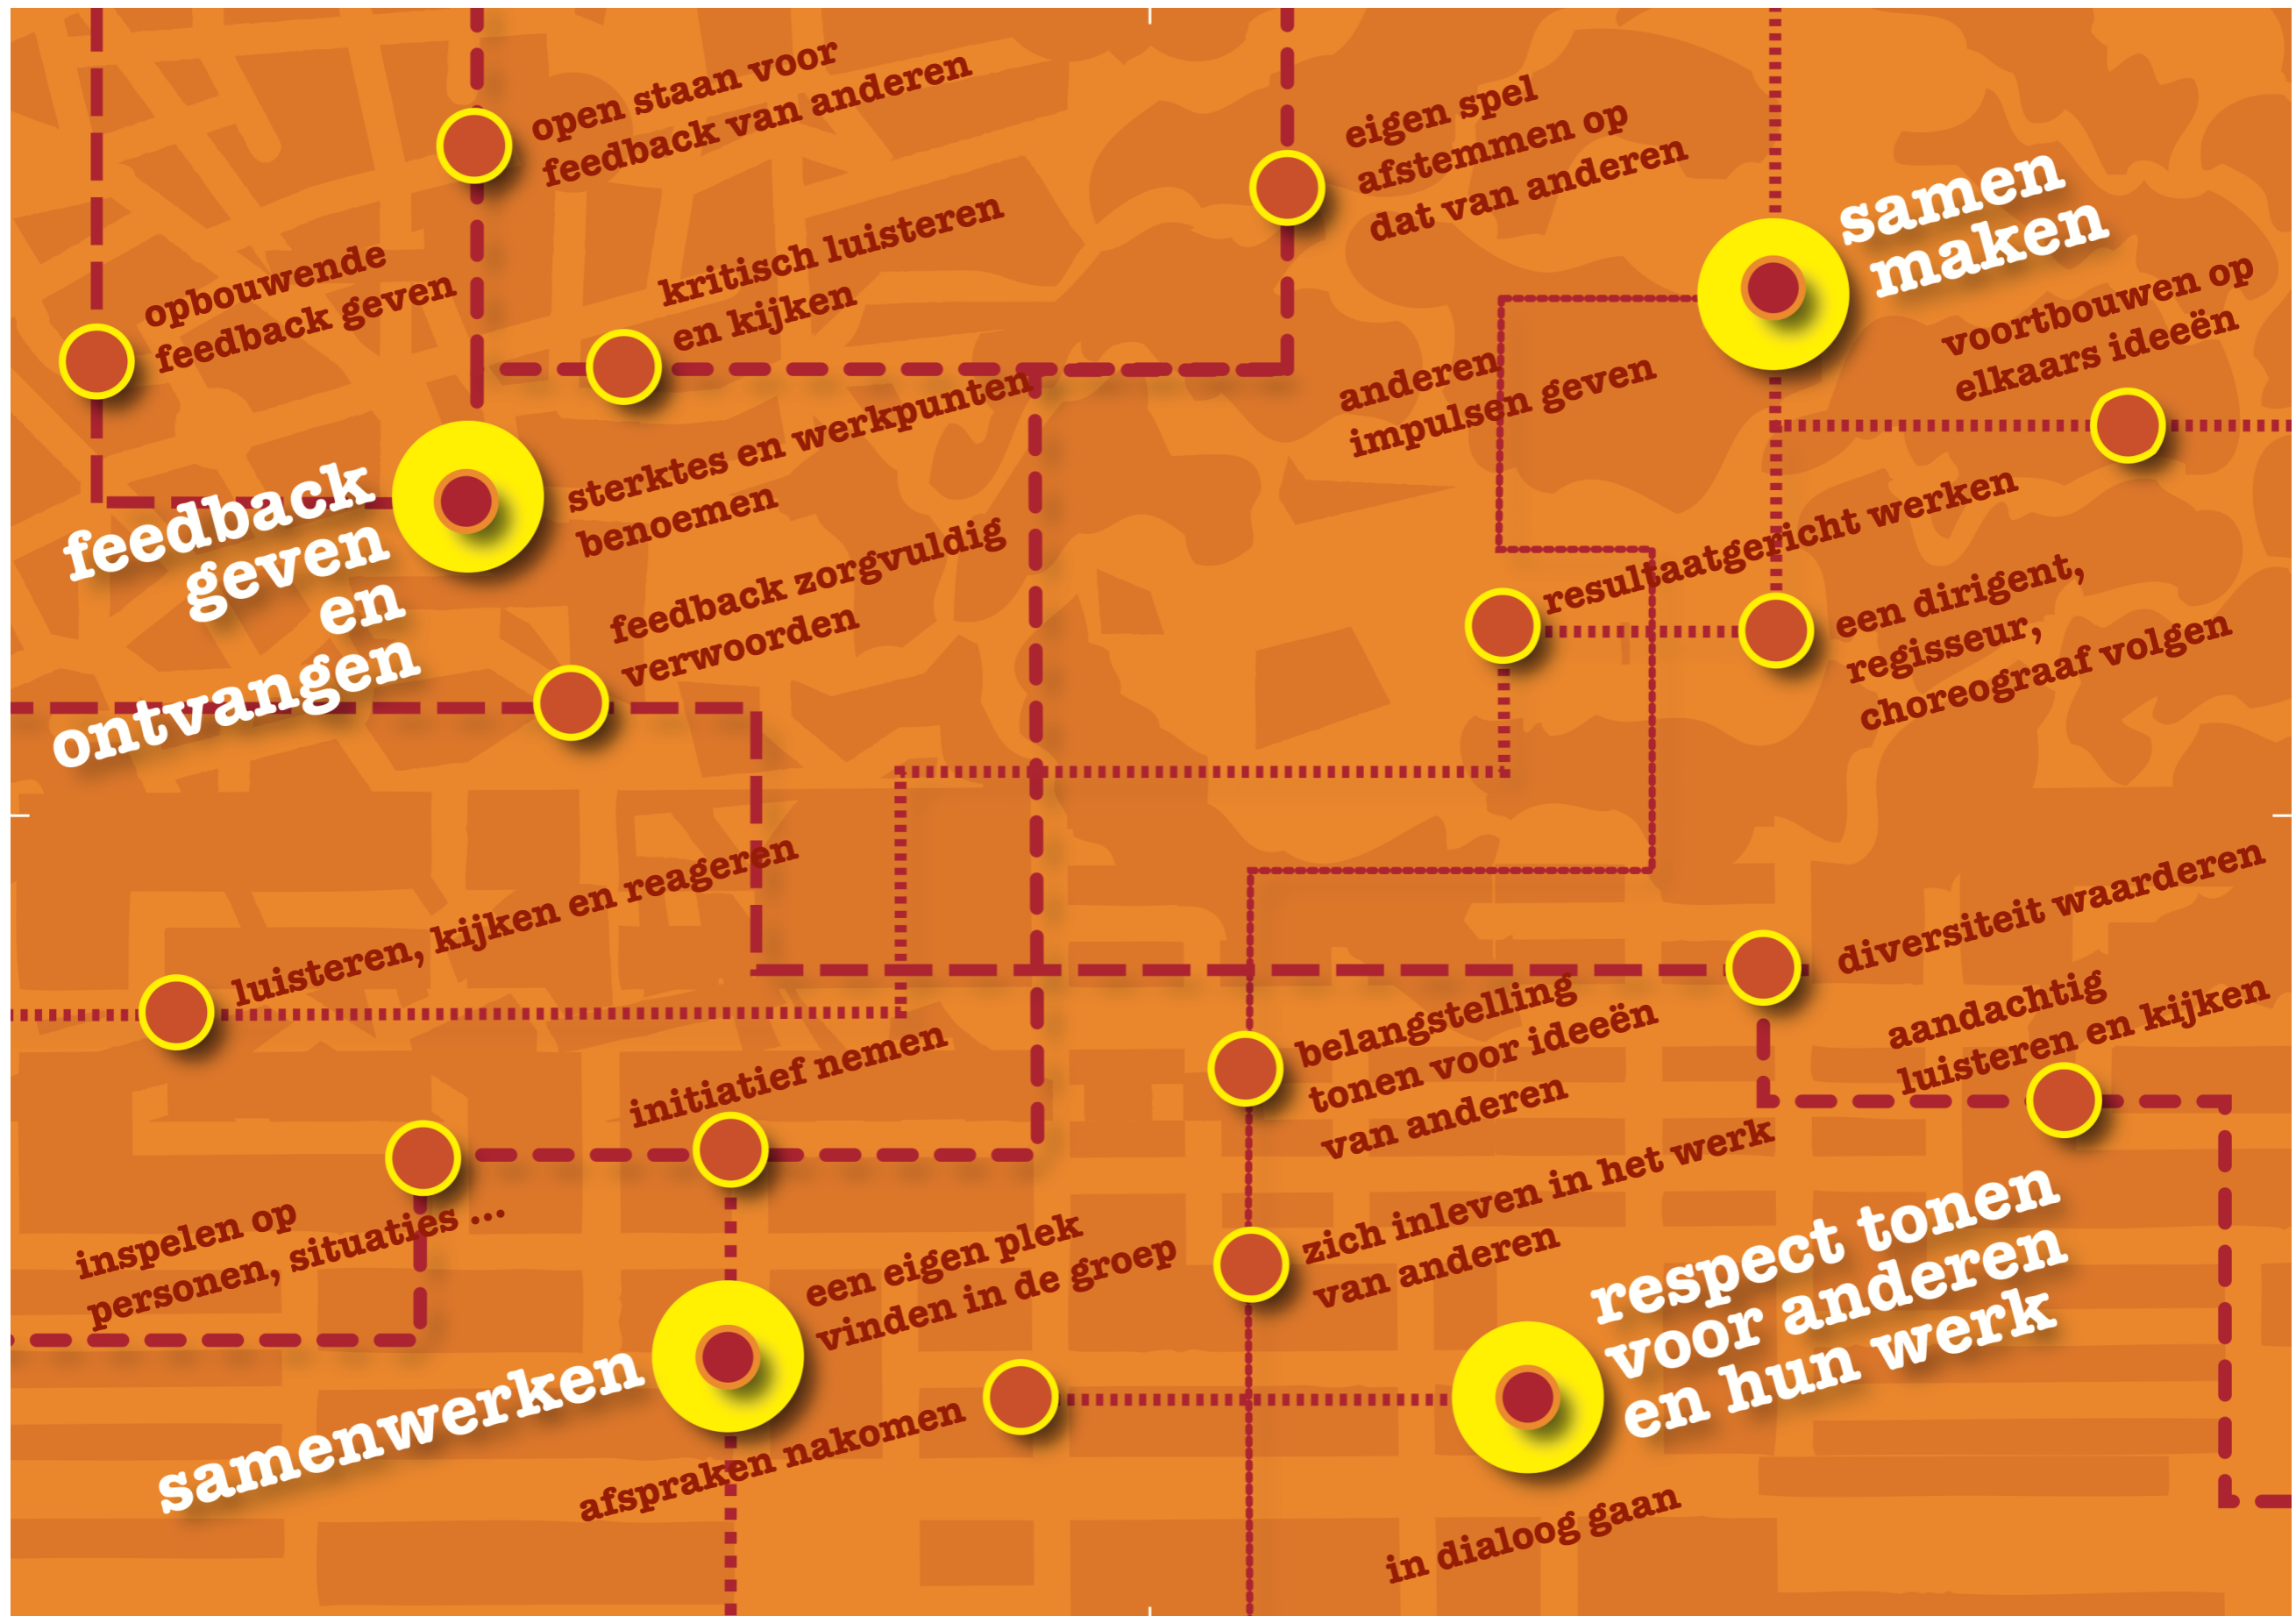 open staan voor
feedback van anderen
eigen spel
afstemmen op
dat van anderen
samen
maken
opbouwende
feedback geven
kritisch luisteren
en kijken
voortbouwen op
elkaars ideeën
anderen
impulsen geven
sterktes en werkpunten
benoemen
feedback
geven
en
ontvangen
feedback zorgvuldig
verwoorden
resultaatgericht werken
een dirigent,
regisseur,
choreograaf volgen
luisteren, kijken en reageren
diversiteit waarderen
initiatief nemen
belangstelling
tonen voor ideeën
van anderen
aandachtig
luisteren en kijken
inspelen op
personen, situaties ...
een eigen plek
vinden in de groep
zich inleven in het werk
van anderen
respect tonen
voor anderen
en hun werk
samenwerken
afspraken nakomen
in dialoog gaan